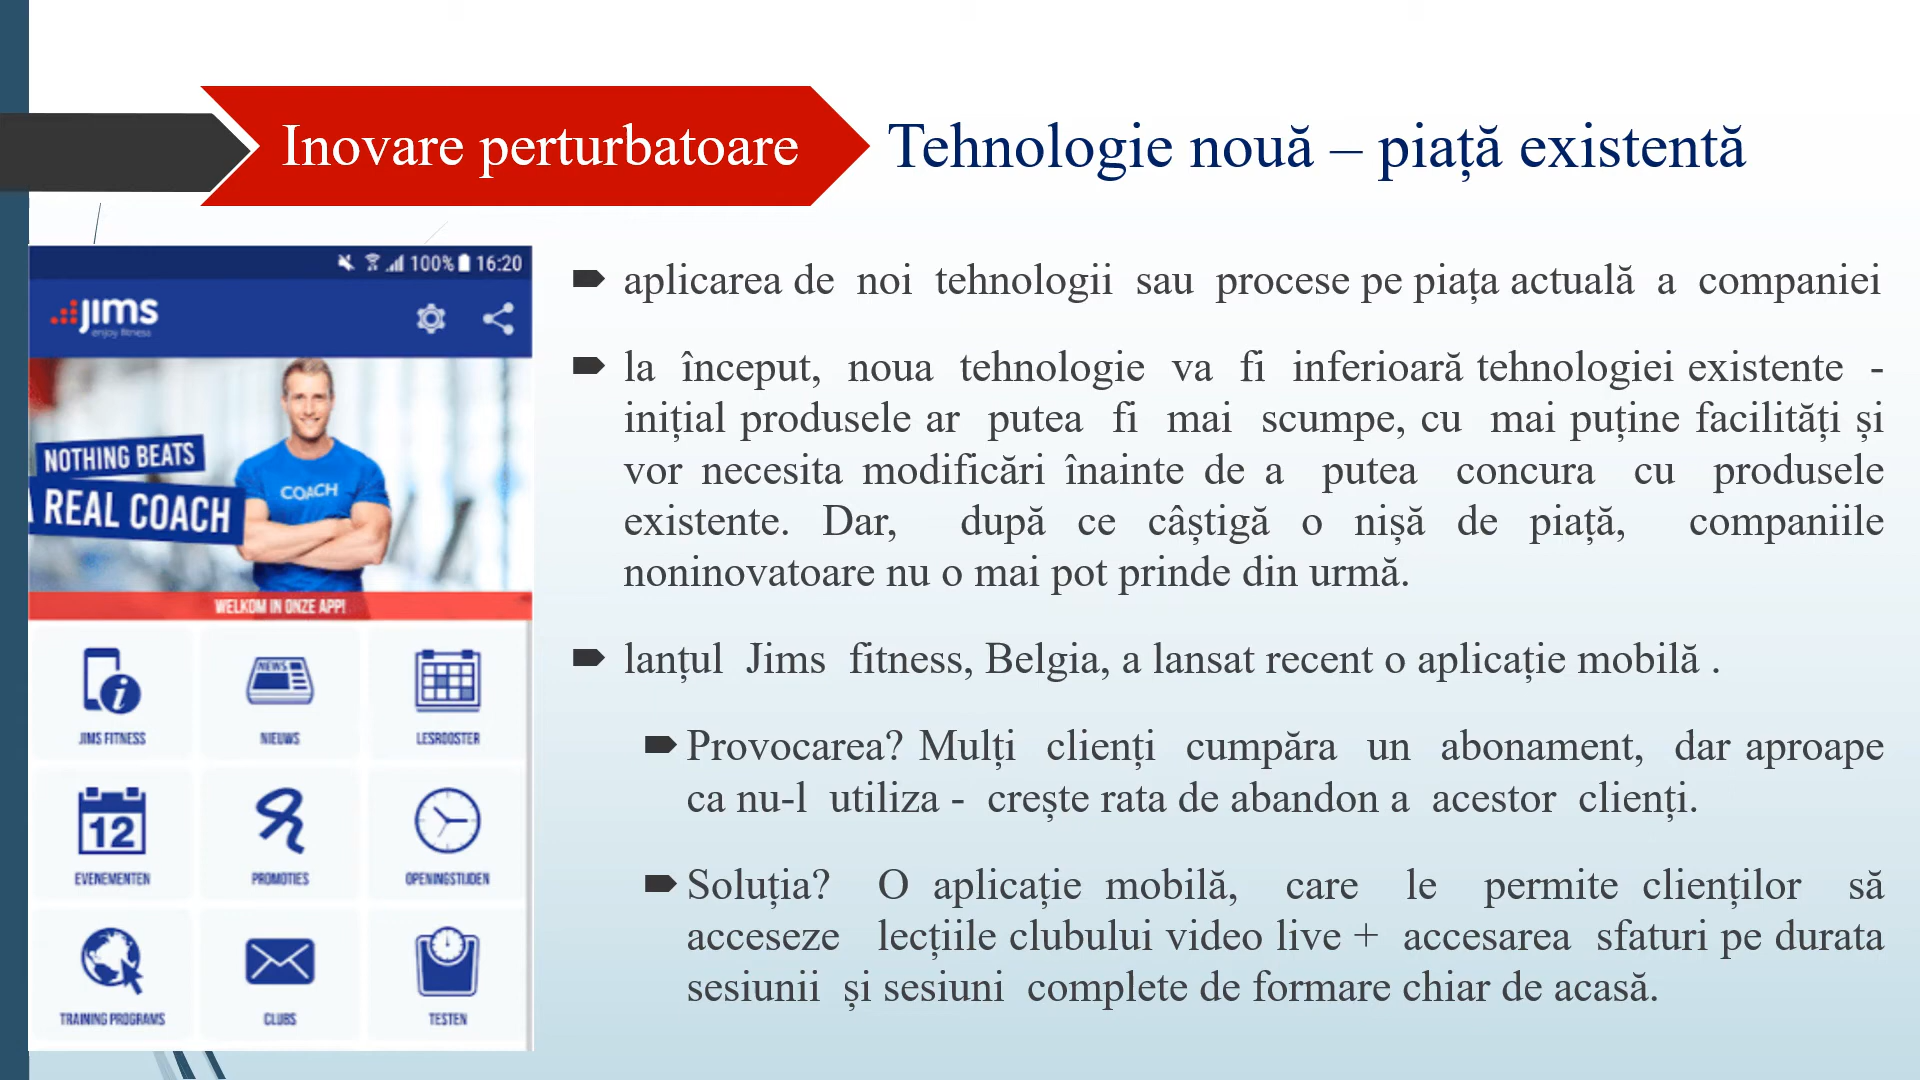 Inovare perturbatoare
Tehnologie nouă – piață existentă
100% 16:20
jims
enjoy fitness
COACH
NOTHING BEATS
A REAL COACH
WELKOM IN ONZE APP!
NEWS
JIMS FITNESS
NIEUWS
LESROOSTER
12
EVENEMENTEN
PROMOTIES
OPENINGSTIJDEN
TRAINING PROGRAMS
CLUBS
TESTEN
aplicarea de noi tehnologii sau procese pe piața actuală a companiei
la început, noua tehnologie va fi inferioară tehnologiei existente -
inițial produsele ar putea fi mai scumpe, cu mai puține facilități și
vor necesita modificări înainte de a putea concura cu produsele
existente. Dar, după ce câștigă o nișă de piață, companiile
noninovatoare nu o mai pot prinde din urmă.
lanțul Jims fitness, Belgia, a lansat recent o aplicație mobilă .
Provocarea? Mulți clienți cumpăra un abonament, dar aproape
ca nu-l utiliza - crește rata de abandon a acestor clienți.
Soluția? O aplicație mobilă, care le permite clienților să
acceseze lecțiile clubului video live + accesarea sfaturi pe durata
sesiunii și sesiuni complete de formare chiar de acasă.